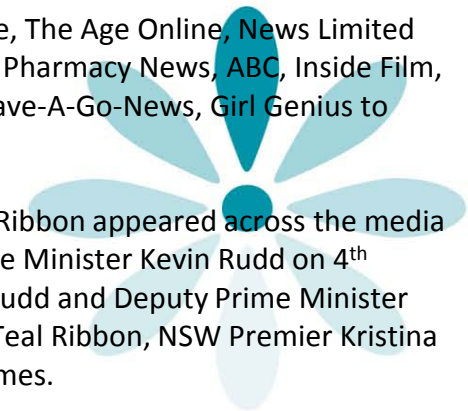 e, The Age Online, News Limited
Pharmacy News, ABC, Inside Film,
ave-A-Go-News, Girl Genius to
Ribbon appeared across the media
e Minister Kevin Rudd on 4th
udd and Deputy Prime Minister
Teal Ribbon, NSW Premier Kristina
mes.